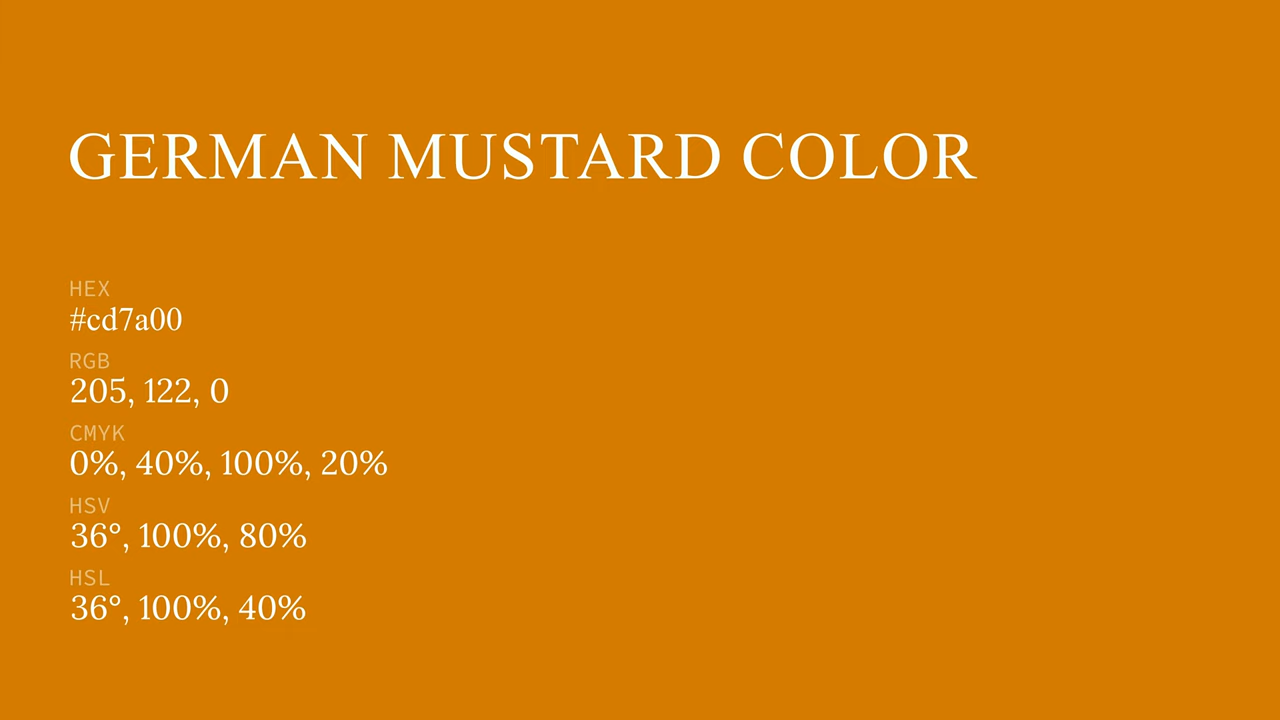 GERMAN MUSTARD COLOR
HEX
#cd7a00
RGB
205, 122, 0
CMYK
0%, 40%, 100%, 20%
HSV
36°, 100%, 80%
HSL
36°, 100%, 40%